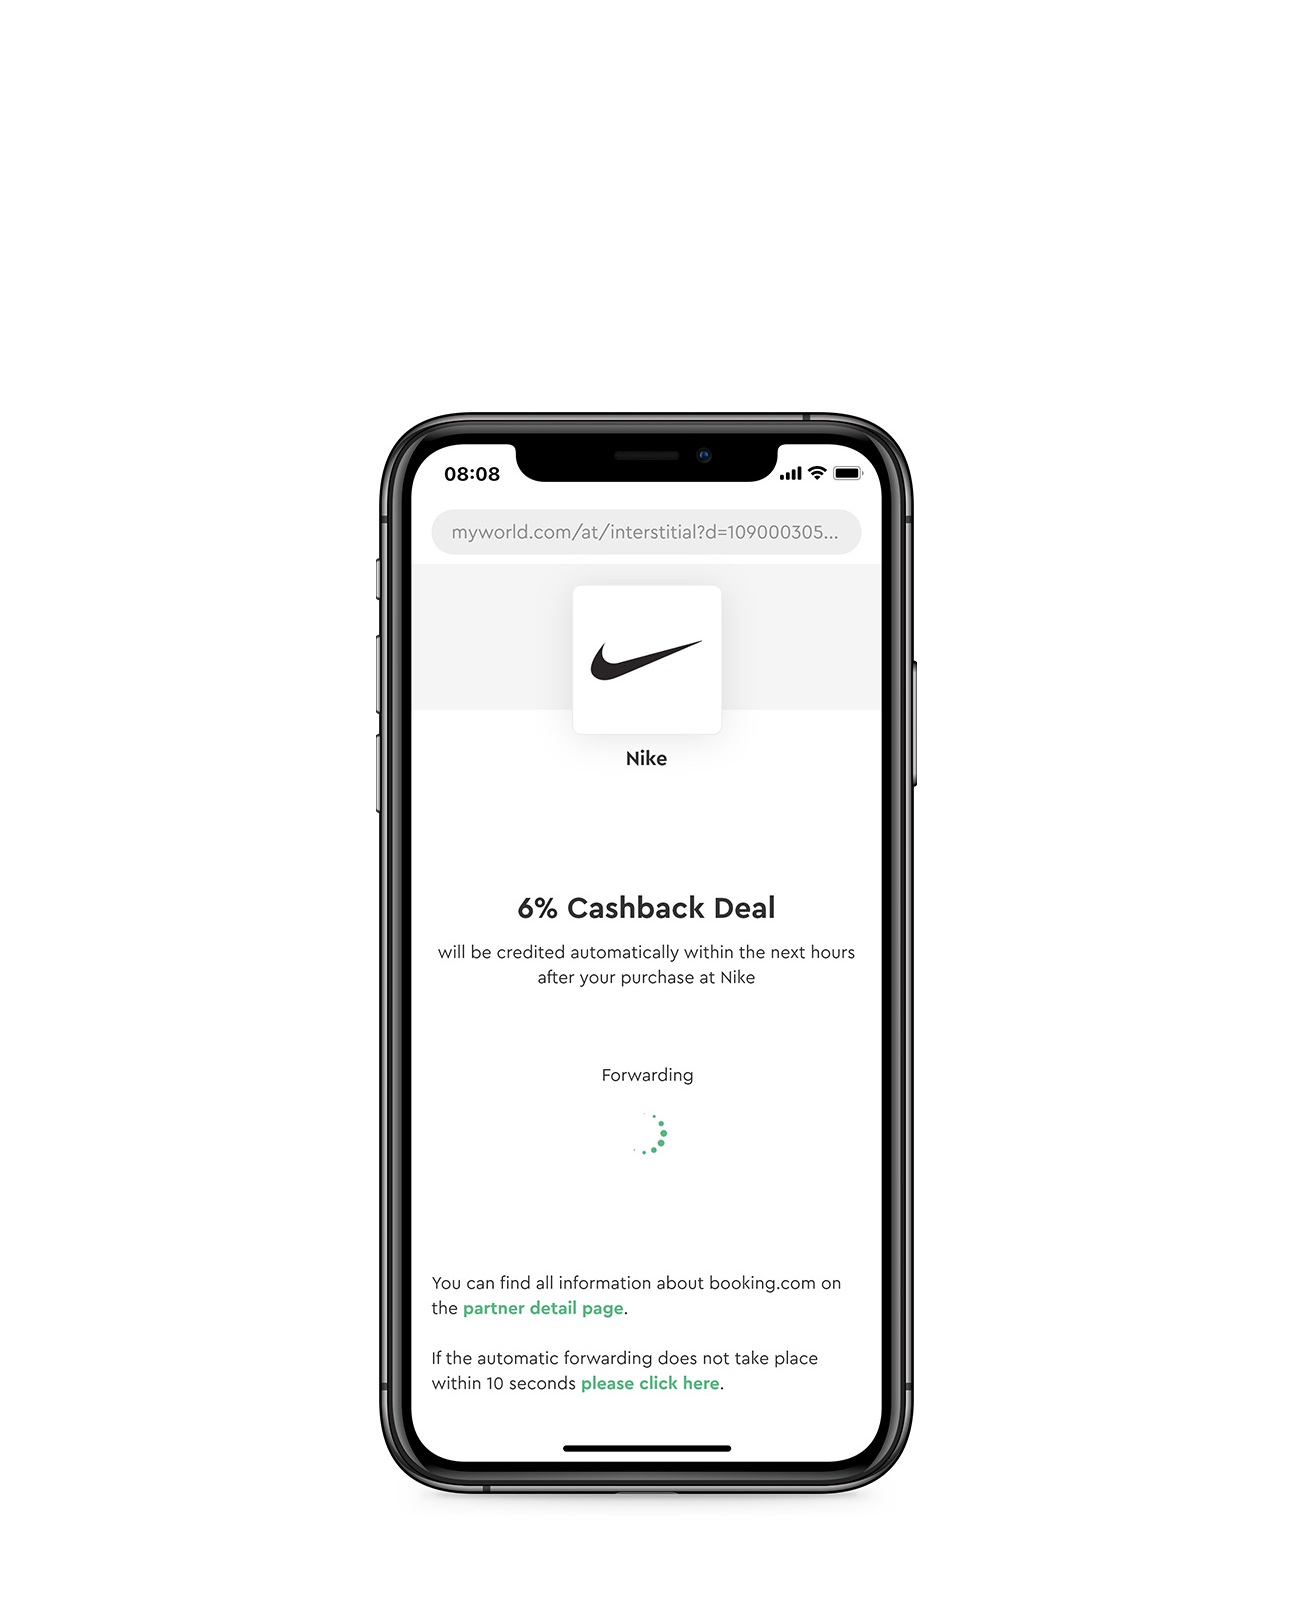 08:08
myworld.com/at/interstitial?d=109000305...
Nike
6% Cashback Deal
will be credited automatically within the next hours
after your purchase at Nike
Forwarding
You can find all information about booking.com on
the partner detail page.
If the automatic forwarding does not take place
within 10 seconds please click here.